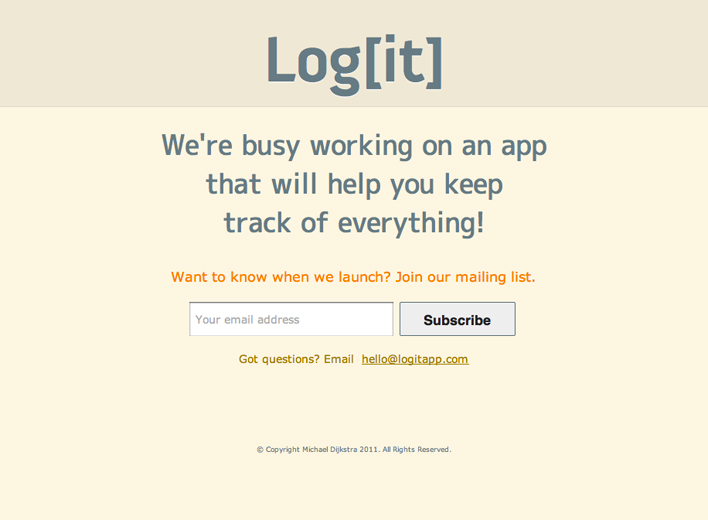 Log[it]
We're busy working on an app
that will help you keep
track of everything!
Want to know when we launch? Join our mailing list.
Your email address
Subscribe
Got questions? Email hello@logitapp.com
© Copyright Michael Dijkstra 2011. All Rights Reserved.